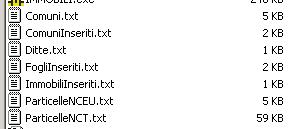 Comuni.txt 5 KB
ComuniInseriti.txt 2 KB
Ditte.txt 1 KB
FogliInseriti.txt 2 KB
ImmobiliInseriti.txt 1 KB
ParticelleNCEU.txt 5 KB
ParticelleNCT.txt 59 KB